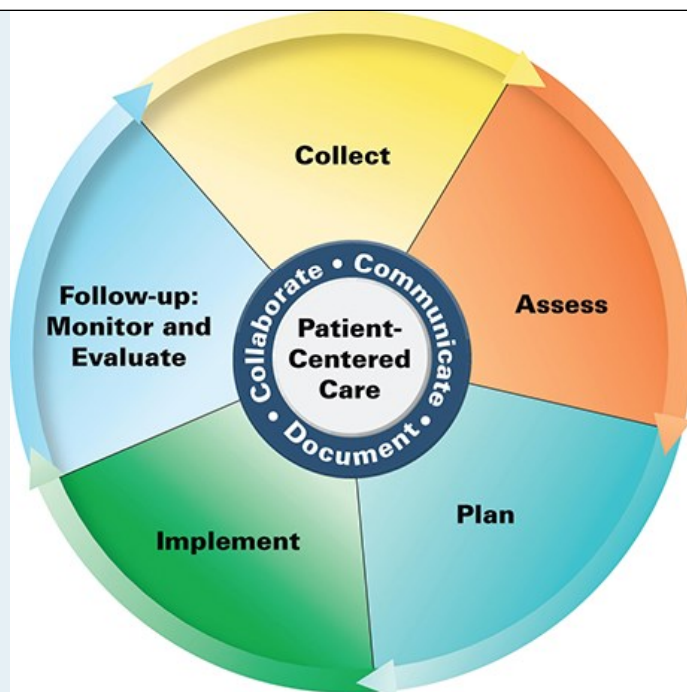 Collect
Assess
Plan
Implement
Follow-up:
Monitor and
Evaluate
Collaborate • Communicate • Document •
Patient-
Centered
Care